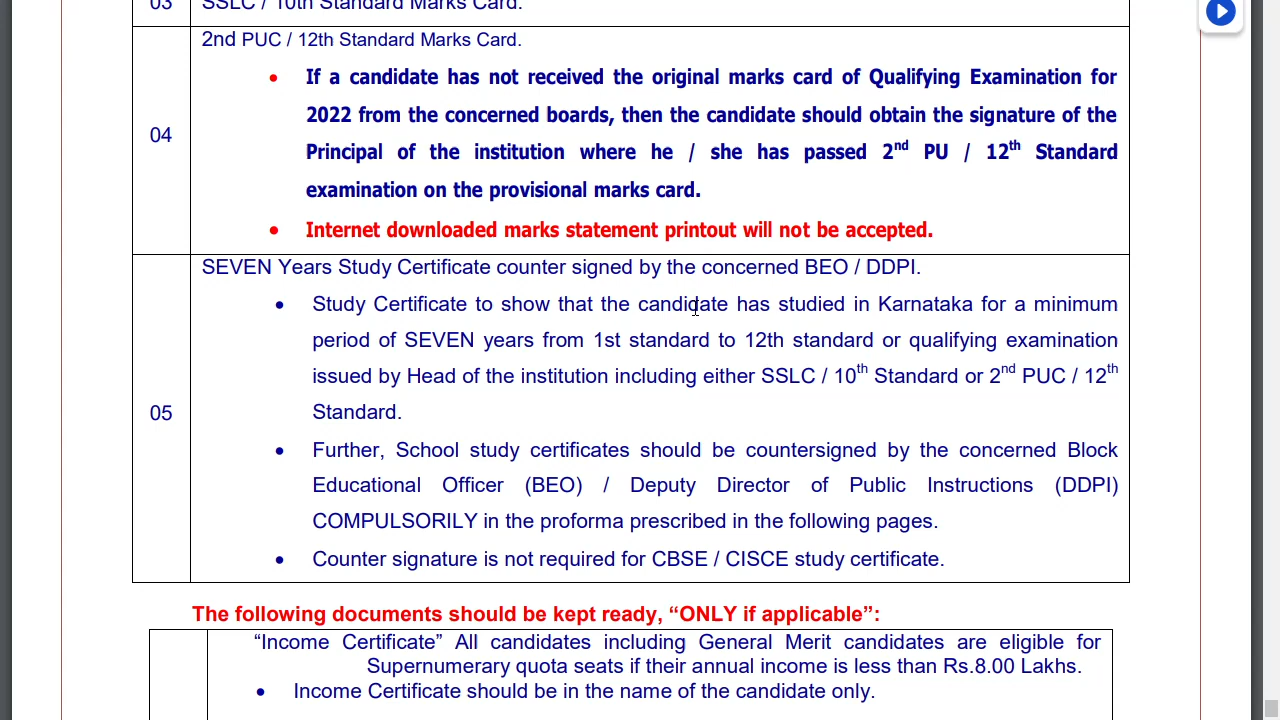 03 SSLC / 10th Standard Marks Card.
2nd PUC / 12th Standard Marks Card.
• If a candidate has not received the original marks card of Qualifying Examination for
2022 from the concerned boards, then the candidate should obtain the signature of the
04
Principal of the institution where he / she has passed 2nd PU / 12th Standard
examination on the provisional marks card.
• Internet downloaded marks statement printout will not be accepted.
SEVEN Years Study Certificate counter signed by the concerned BEO / DDPI.
• Study Certificate to show that the candidate has studied in Karnataka for a minimum
period of SEVEN years from 1st standard to 12th standard or qualifying examination
issued by Head of the institution including either SSLC / 10th Standard or 2nd PUC / 12th
05
Standard.
• Further, School study certificates should be countersigned by the concerned Block
Educational Officer (BEO) / Deputy Director of Public Instructions (DDPI)
COMPULSORILY in the proforma prescribed in the following pages.
• Counter signature is not required for CBSE / CISCE study certificate.
The following documents should be kept ready, “ONLY if applicable”:
“Income Certificate” All candidates including General Merit candidates are eligible for
Supernumerary quota seats if their annual income is less than Rs.8.00 Lakhs.
• Income Certificate should be in the name of the candidate only.